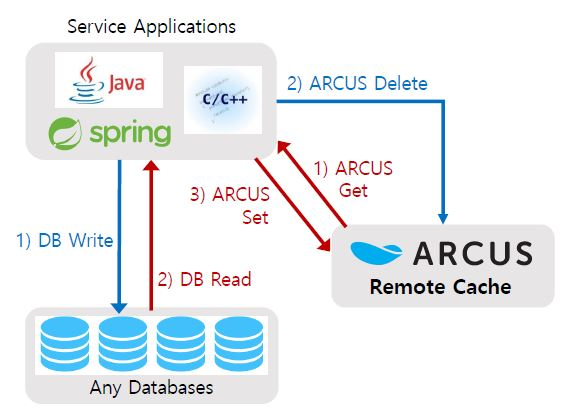 Service Applications
Java
C/C++
spring
2) ARCUS Delete
1) ARCUS
Get
3) ARCUS
Set
1) DB Write
2) DB Read
ARCUS
Remote Cache
Any Databases